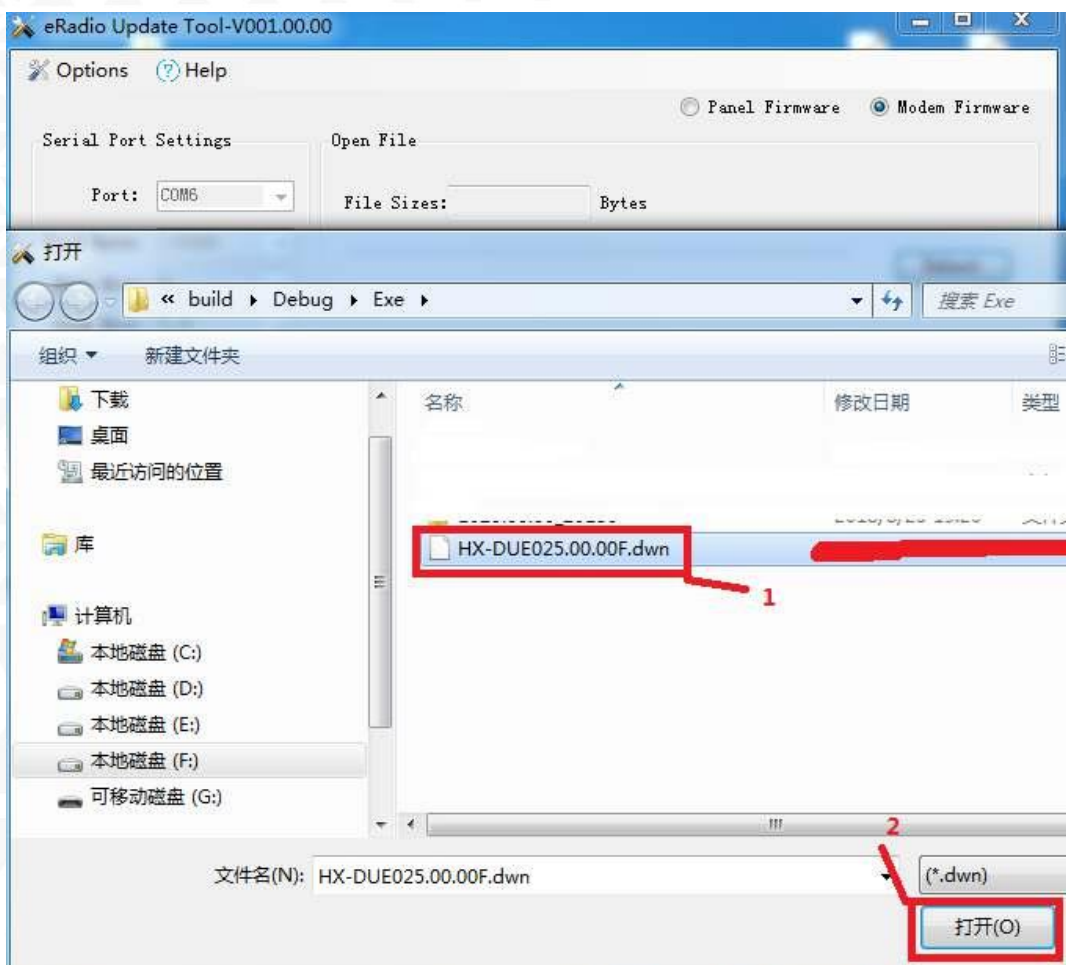 eRadio Update Tool-V001.00.00
Options Help
Panel Firmware Modem Firmware
Serial Port Settings Open File
Port: COM6 File Sizes: Bytes
打开
« build Debug Exe 搜索 Exe
组织 新建文件夹
名称 修改日期 类型
下载
桌面
最近访问的位置
库
HX-DUE025.00.00F.dwn
1
计算机
本地磁盘 (C:)
本地磁盘 (D:)
本地磁盘 (E:)
本地磁盘 (F:)
可移动磁盘 (G:)
2
文件名(N): HX-DUE025.00.00F.dwn (*.dwn)
打开(O)